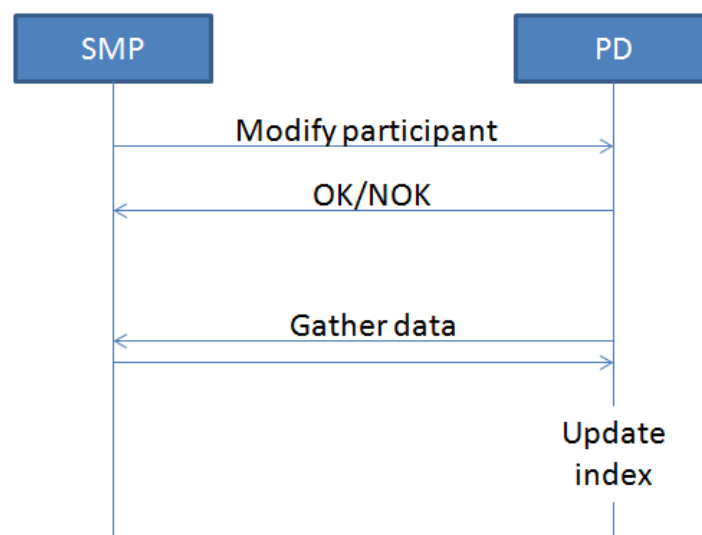 SMP
PD
Modify participant
OK/NOK
Gather data
Update
index